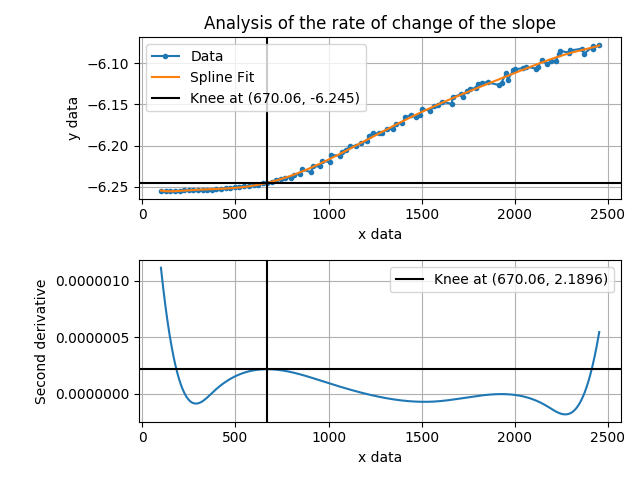 Analysis of the rate of change of the slope
Data
Spline Fit
Knee at (670.06, -6.245)
y data
−6.10
−6.15
−6.20
−6.25
0 500 1000 1500 2000 2500
x data
Knee at (670.06, 2.1896)
Second derivative
0.0000010
0.0000005
0.0000000
0 500 1000 1500 2000 2500
x data